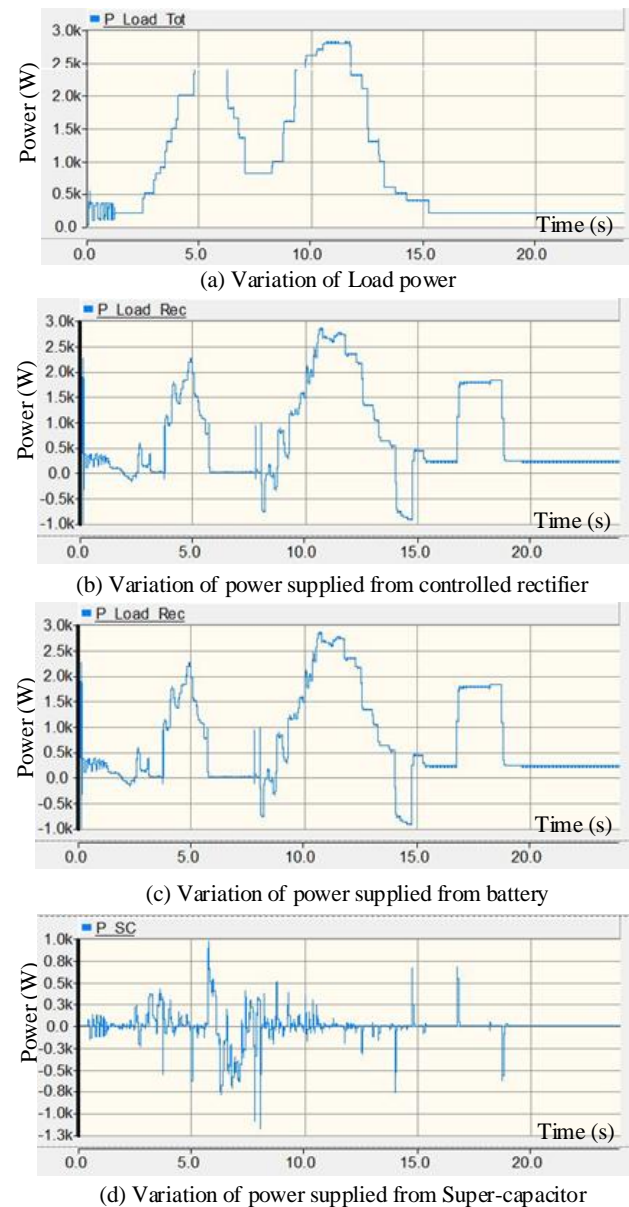 P_Load_Tot
Power (W)
3.0k
2.5k
2.0k
1.5k
1.0k
0.5k
0.0
Time (s)
0.0 5.0 10.0 15.0 20.0
(a) Variation of Load power
P_Load_Rec
Power (W)
3.0k
2.5k
2.0k
1.5k
1.0k
0.5k
0.0
-0.5k
-1.0k
Time (s)
0.0 5.0 10.0 15.0 20.0
(b) Variation of power supplied from controlled rectifier
P_Load_Rec
Power (W)
3.0k
2.5k
2.0k
1.5k
1.0k
0.5k
0.0
-0.5k
-1.0k
Time (s)
0.0 5.0 10.0 15.0 20.0
(c) Variation of power supplied from battery
P_SC
Power (W)
1.0k
0.8k
0.5k
0.3k
0.0
-0.3k
-0.5k
-0.8k
-1.0k
-1.3k
Time (s)
0.0 5.0 10.0 15.0 20.0
(d) Variation of power supplied from Super-capacitor